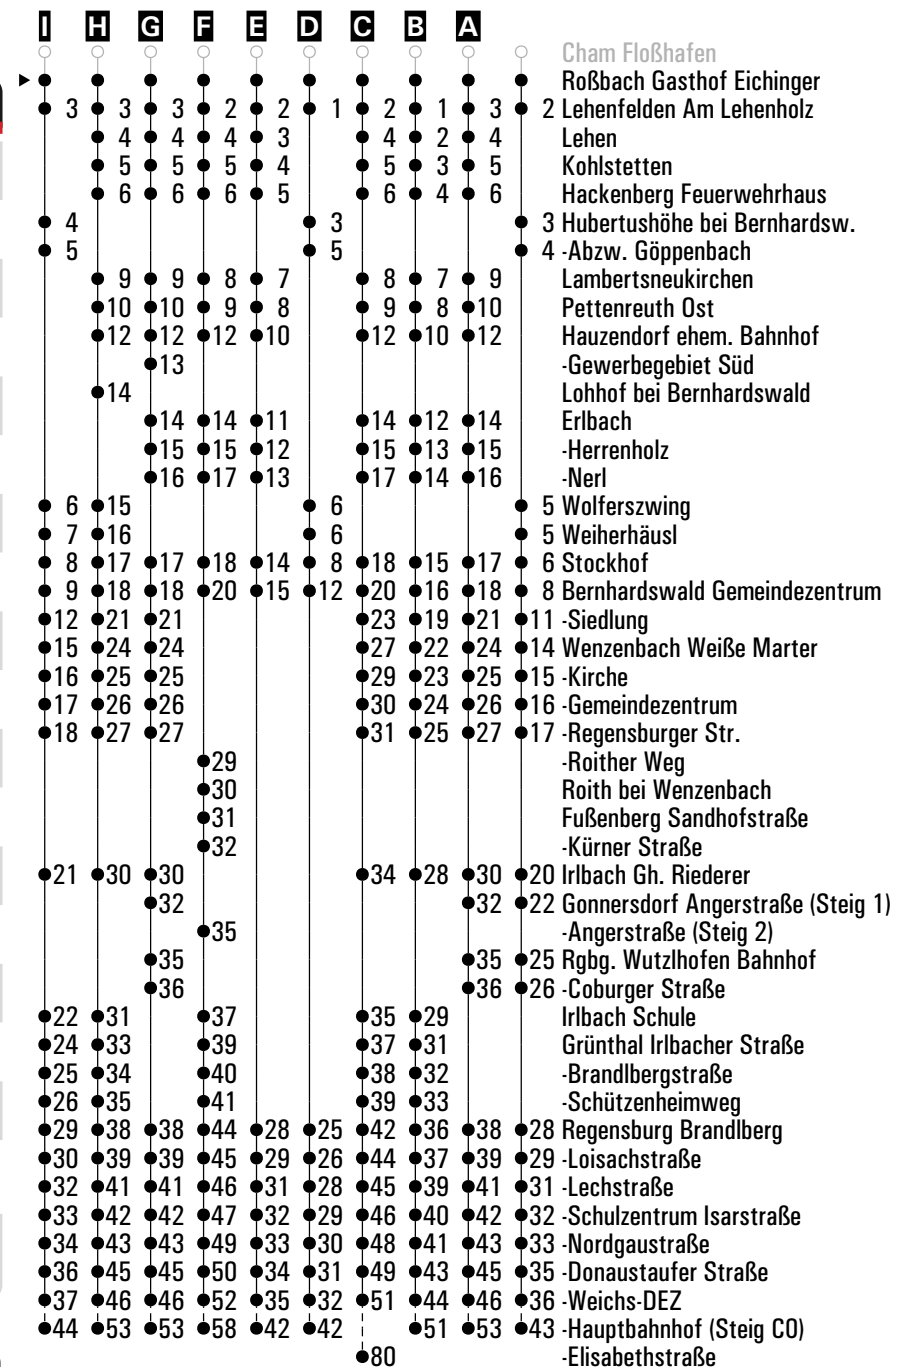 I H G F E D C B A
Cham Floßhafen
Roßbach Gasthof Eichinger
3 3 3 2 2 1 2 1 3 2 Lehenfelden Am Lehenholz
4 4 4 3 4 2 4 Lehen
5 5 5 4 5 3 5 Kohlstetten
6 6 6 5 6 4 6 Hackenberg Feuerwehrhaus
4 3 3 Hubertushöhe bei Bernhardsw.
5 5 4 -Abzw. Göppenbach
9 9 8 7 8 7 9 Lambertsneukirchen
10 10 9 8 9 8 10 Pettenreuth Ost
12 12 12 10 12 10 12 Hauzendorf ehem. Bahnhof
13 -Gewerbegebiet Süd
14 Lohhof bei Bernhardswald
14 14 11 14 12 14 Erlbach
15 15 12 15 13 15 -Herrenholz
16 17 13 17 14 16 -Nerl
6 15 6 5 Wolferszwing
7 16 6 5 Weiherhäusl
8 17 17 18 14 8 18 15 17 6 Stockhof
9 18 18 20 15 12 20 16 18 8 Bernhardswald Gemeindezentrum
12 21 21 23 19 21 11 -Siedlung
15 24 24 27 22 24 14 Wenzenbach Weiße Marter
16 25 25 29 23 25 15 -Kirche
17 26 26 30 24 26 16 -Gemeindezentrum
18 27 27 31 25 27 17 -Regensburger Str.
29 -Roither Weg
30 Roith bei Wenzenbach
31 Fußenberg Sandhofstraße
32 -Kürner Straße
21 30 30 34 28 30 20 Irlbach Gh. Riederer
32 32 22 Gonnersdorf Angerstraße (Steig 1)
35 -Angerstraße (Steig 2)
35 35 25 Rgbg. Wutzlhofen Bahnhof
36 36 26 -Coburger Straße
22 31 37 35 29 Irlbach Schule
24 33 39 37 31 Grünthal Irlbacher Straße
25 34 40 38 32 -Brandlbergstraße
26 35 41 39 33 -Schützenheimweg
29 38 38 44 28 25 42 36 38 28 Regensburg Brandlberg
30 39 39 45 29 26 44 37 39 29 -Loisachstraße
32 41 41 46 31 28 45 39 41 31 -Lechstraße
33 42 42 47 32 29 46 40 42 32 -Schulzentrum Isarstraße
34 43 43 49 33 30 48 41 43 33 -Nordgaustraße
36 45 45 50 34 31 49 43 45 35 -Donaustaufer Straße
37 46 46 52 35 32 51 44 46 36 -Weichs-DEZ
44 53 53 58 42 42 51 53 43 -Hauptbahnhof (Steig C0)
80 -Elisabethstraße